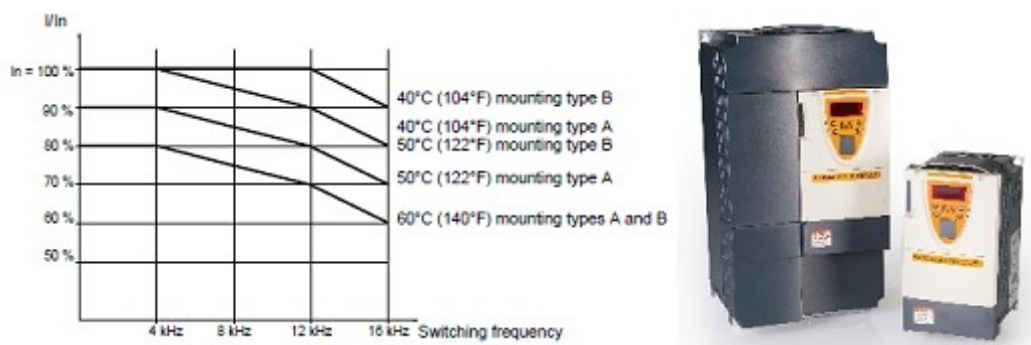 I/In
In = 100 %
90 %
80 %
70 %
60 %
50 %
40°C (104°F) mounting type B
40°C (104°F) mounting type A
50°C (122°F) mounting type B
50°C (122°F) mounting type A
60°C (140°F) mounting types A and B
4 kHz
8 kHz
12 kHz
16 kHz
Switching frequency